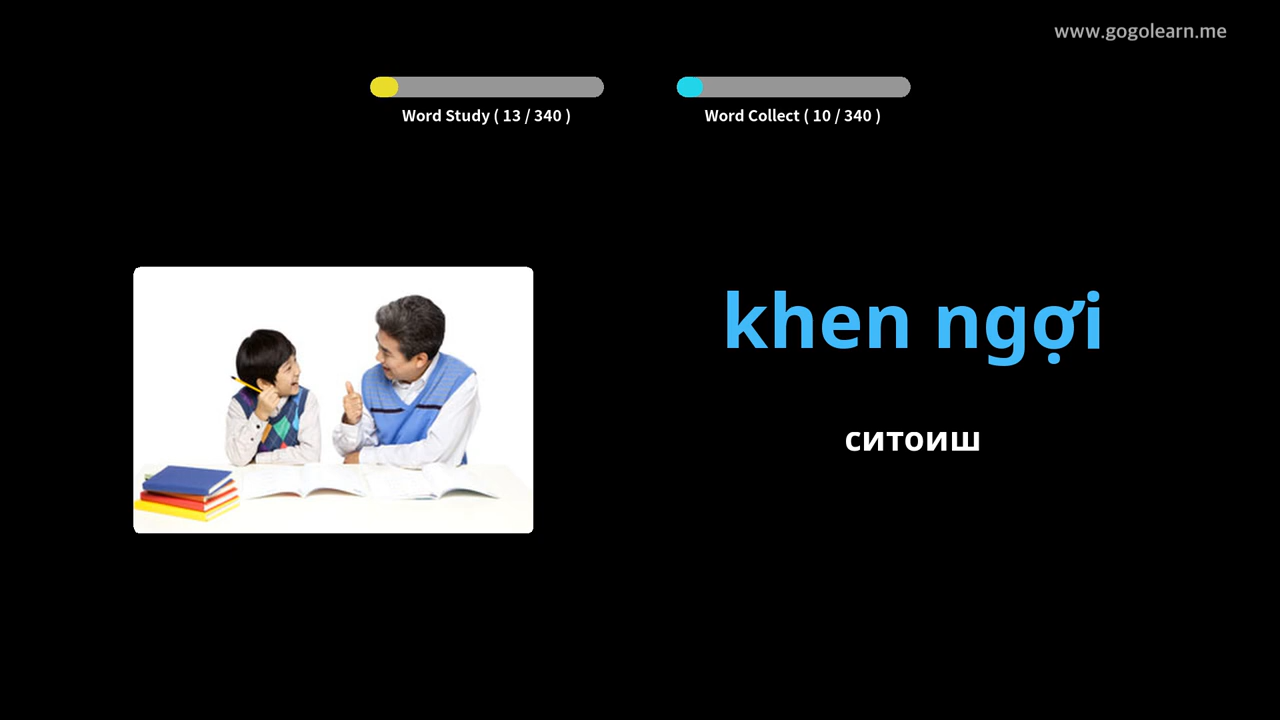 www.gogolearn.me
Word Study ( 13 / 340 )
Word Collect ( 10 / 340 )
khen ngợi
ситоиш